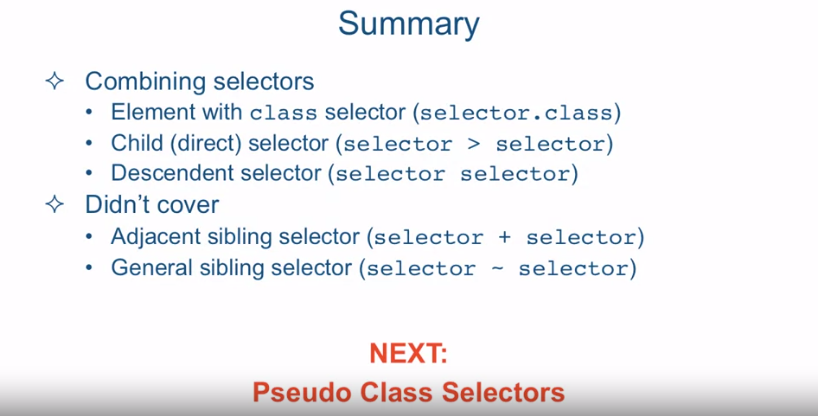 Summary
Combining selectors
Element with class selector (selector.class)
Child (direct) selector (selector > selector)
Descendent selector (selector selector)
Didn't cover
Adjacent sibling selector (selector + selector)
General sibling selector (selector ~ selector)
NEXT:
Pseudo Class Selectors